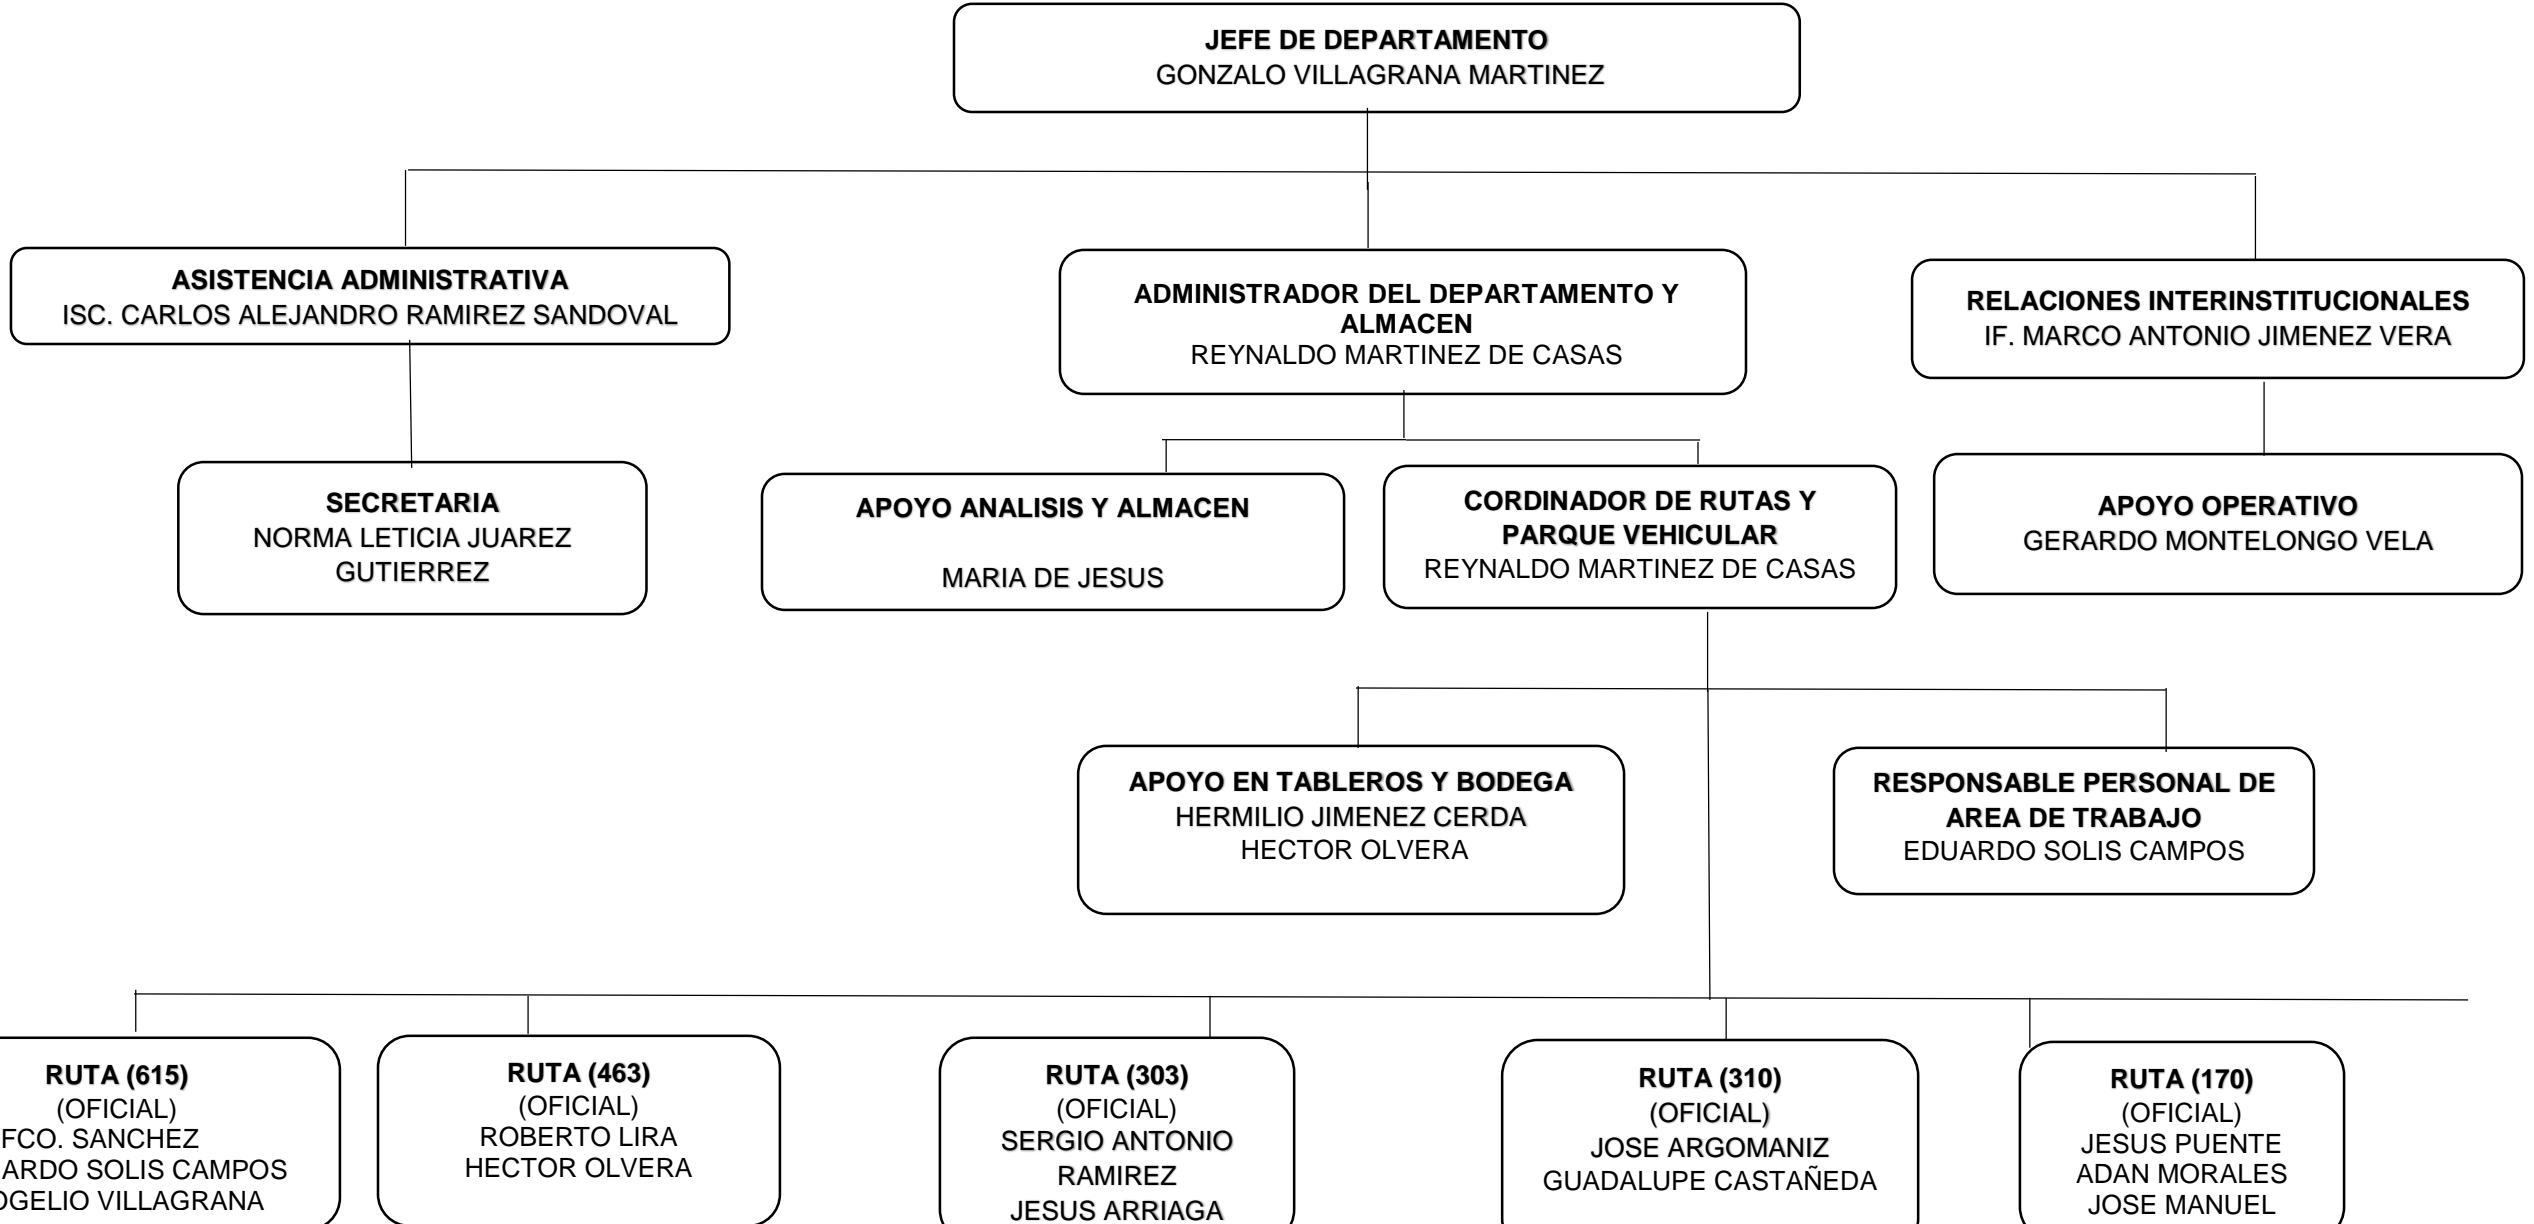 JEFE DE DEPARTAMENTO
GONZALO VILLAGRANA MARTINEZ
ASISTENCIA ADMINISTRATIVA
ISC. CARLOS ALEJANDRO RAMIREZ SANDOVAL
ADMINISTRADOR DEL DEPARTAMENTO Y
ALMACEN
REYNALDO MARTINEZ DE CASAS
RELACIONES INTERINSTITUCIONALES
IF. MARCO ANTONIO JIMENEZ VERA
SECRETARIA
NORMA LETICIA JUAREZ
GUTIERREZ
APOYO ANALISIS Y ALMACEN
MARIA DE JESUS
CORDINADOR DE RUTAS Y
PARQUE VEHICULAR
REYNALDO MARTINEZ DE CASAS
APOYO OPERATIVO
GERARDO MONTELONGO VELA
APOYO EN TABLEROS Y BODEGA
HERMILIO JIMENEZ CERDA
HECTOR OLVERA
RESPONSABLE PERSONAL DE
AREA DE TRABAJO
EDUARDO SOLIS CAMPOS
RUTA (615)
(OFICIAL)
FCO. SANCHEZ
ARDO SOLIS CAMPOS
OGELIO VILLAGRANA
RUTA (463)
(OFICIAL)
ROBERTO LIRA
HECTOR OLVERA
RUTA (303)
(OFICIAL)
SERGIO ANTONIO
RAMIREZ
JESUS ARRIAGA
RUTA (310)
(OFICIAL)
JOSE ARGOMANIZ
GUADALUPE CASTAÑEDA
RUTA (170)
(OFICIAL)
JESUS PUENTE
ADAN MORALES
JOSE MANUEL